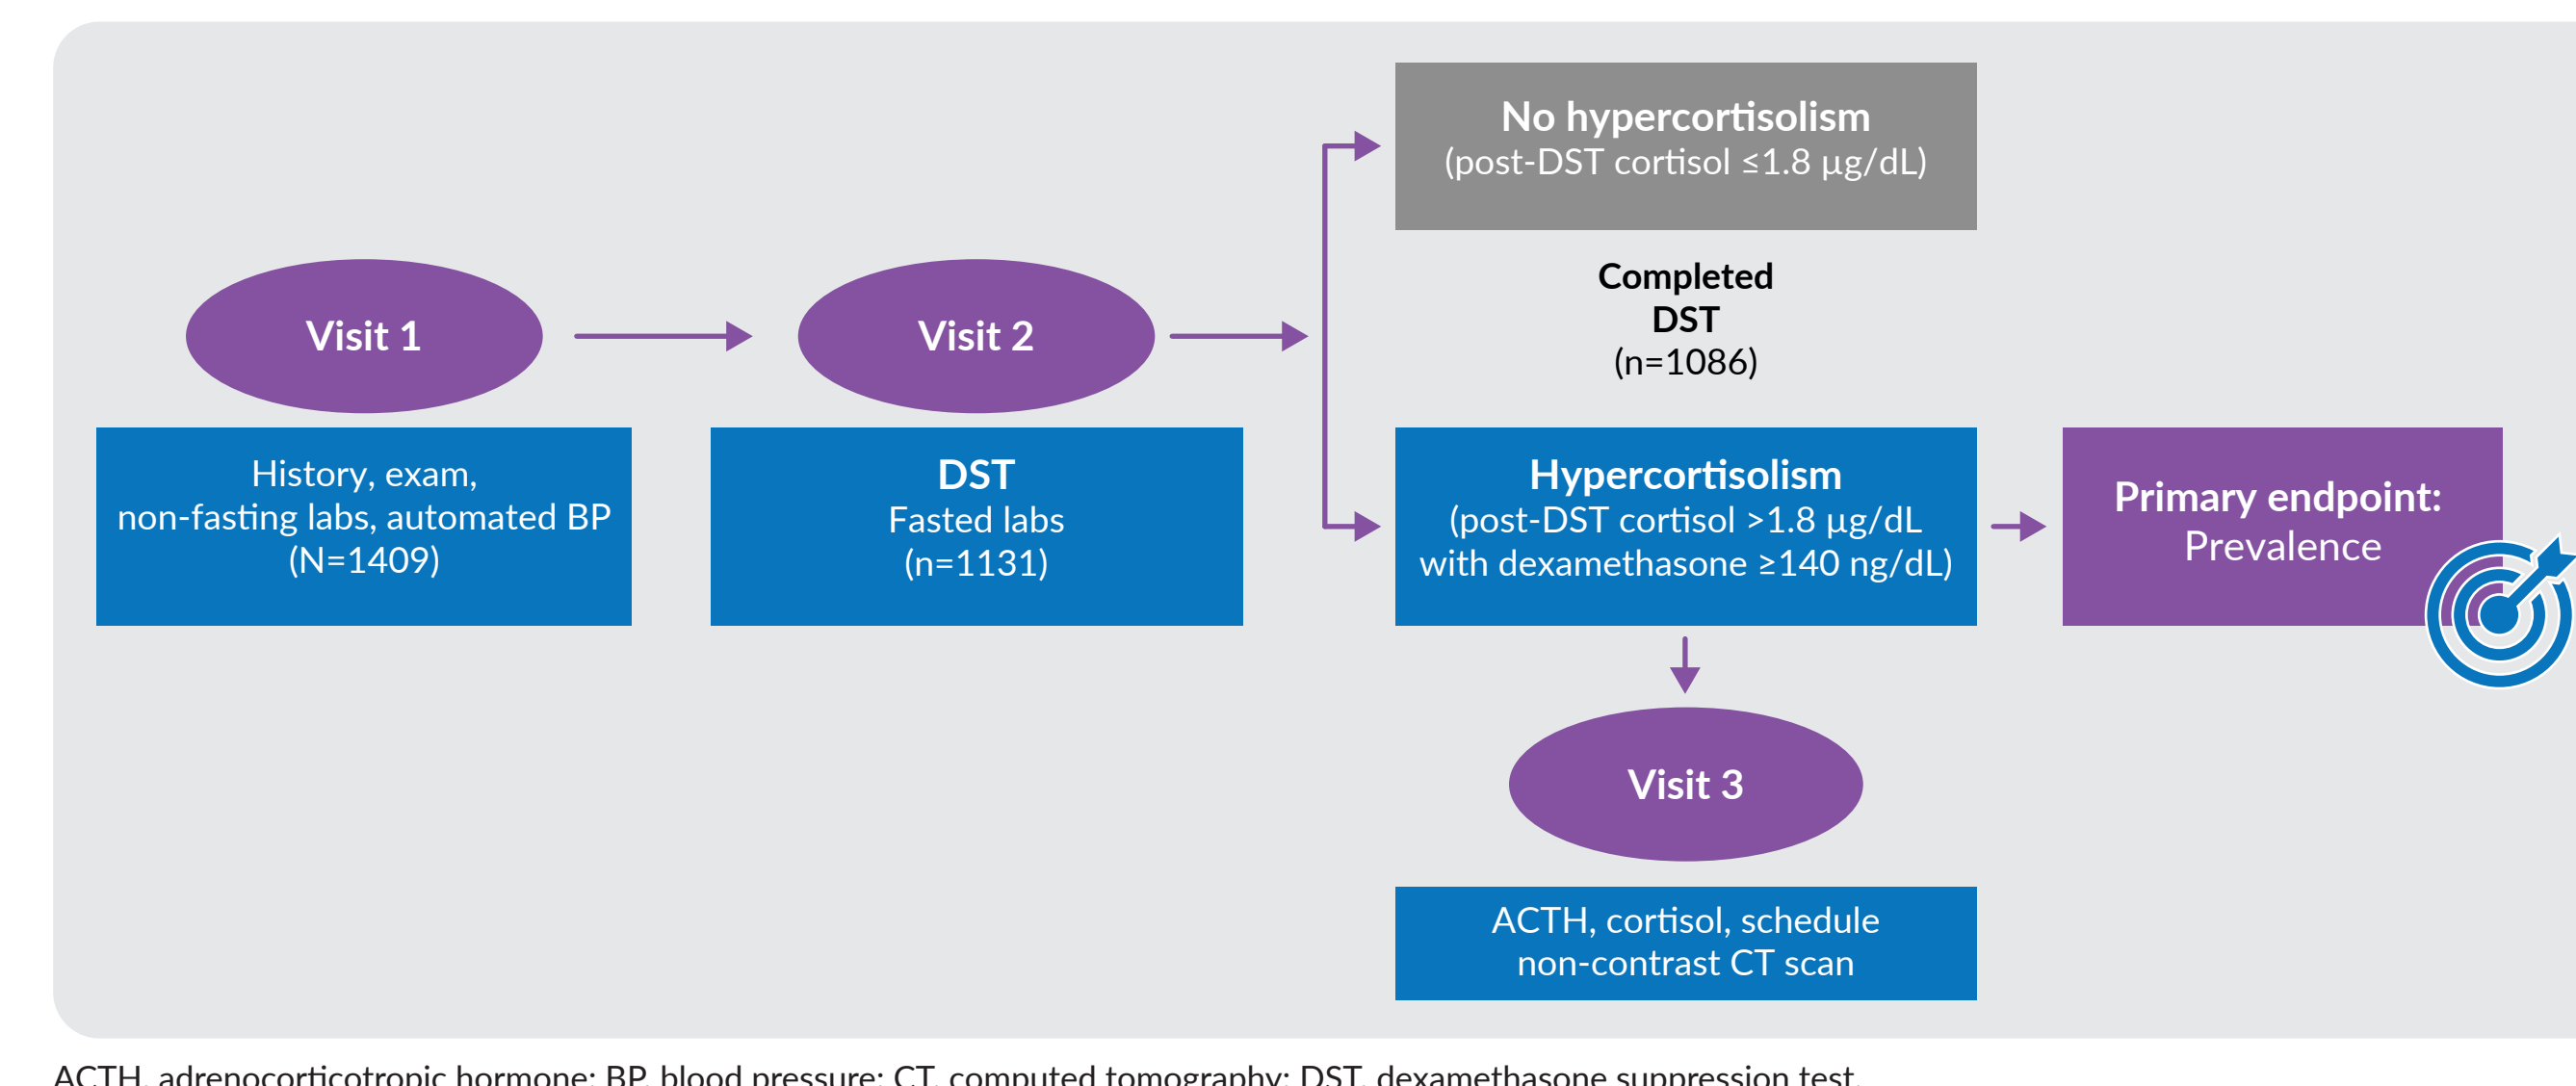 No hypercortisolism
(post-DST cortisol ≤1.8 µg/dL)
Completed
DST
(n=1086)
Visit 1
Visit 2
History, exam,
non-fasting labs, automated BP
(N=1409)
DST
Fasted labs
(n=1131)
Hypercortisolism
(post-DST cortisol >1.8 µg/dL
with dexamethasone ≥140 ng/dL)
Primary endpoint:
Prevalence
Visit 3
ACTH, cortisol, schedule
non-contrast CT scan
ACTH, adrenocorticotropic hormone; BP, blood pressure; CT, computed tomography; DST, dexamethasone suppression test.